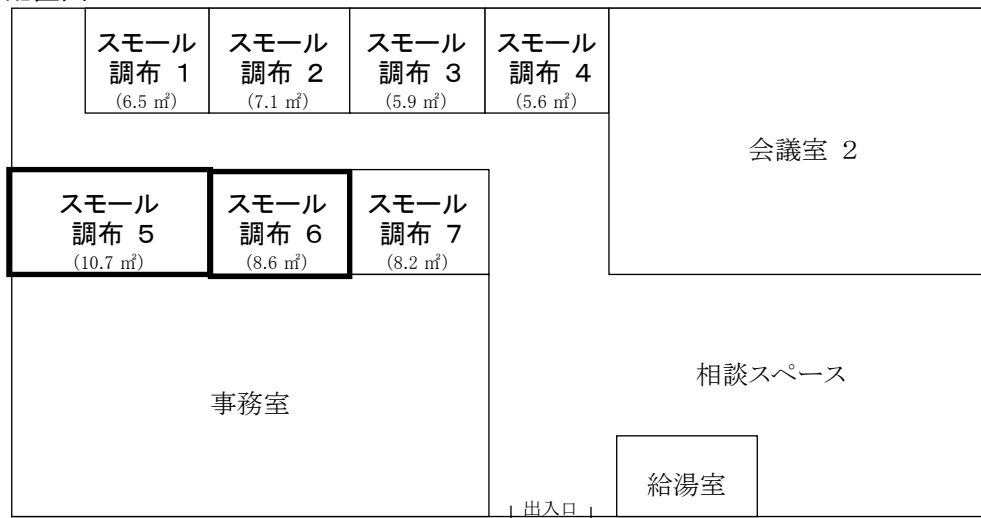 スモール
調布 1
(6.5 ㎡)
スモール
調布 2
(7.1 ㎡)
スモール
調布 3
(5.9 ㎡)
スモール
調布 4
(5.6 ㎡)
会議室 2
スモール
調布 5
(10.7 ㎡)
スモール
調布 6
(8.6 ㎡)
スモール
調布 7
(8.2 ㎡)
相談スペース
事務室
給湯室
出入口